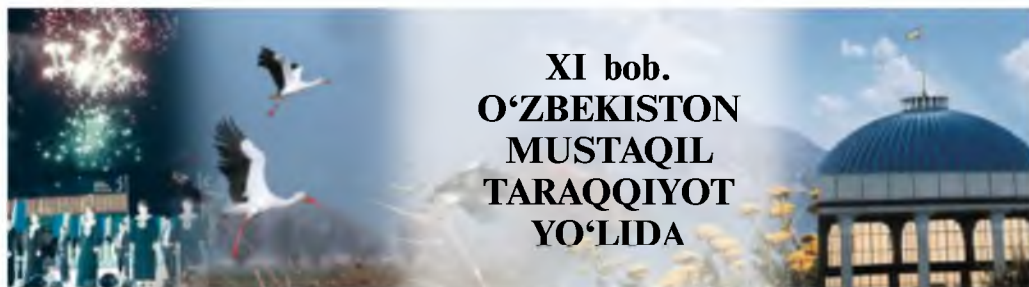 XI bob.
O‘ZBEKISTON
MUSTAQIL
TARAQQIYOT
YO‘LIDA